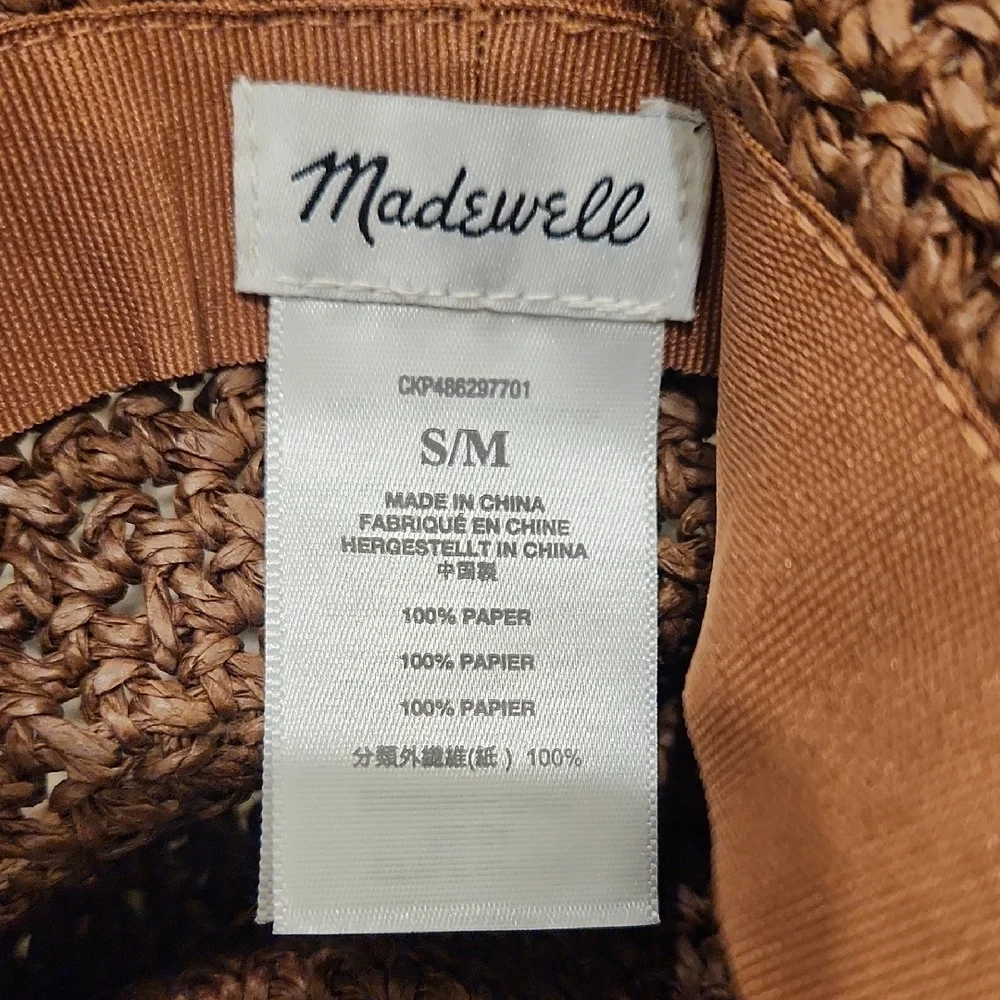 Madewell
CKP486297701
S/M
MADE IN CHINA
FABRIQUÉ EN CHINE
HERGESTELLT IN CHINA
中国製
100% PAPER
100% PAPIER
100% PAPIER
分類外繊維(紙) 100%